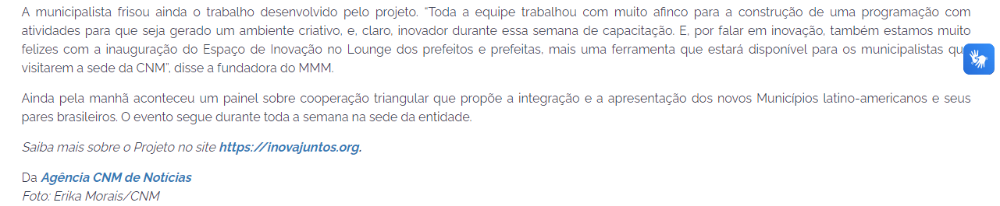 A municipalista frisou ainda o trabalho desenvolvido pelo projeto. “Toda a equipe trabalhou com muito afinco para a construção de uma programação com
atividades para que seja gerado um ambiente criativo, e, claro, inovador durante essa semana de capacitação. E, por falar em inovação, também estamos muito
felizes com a inauguração do Espaço de Inovação no Lounge dos prefeitos e prefeitas, mais uma ferramenta que estará disponível para os municipalistas qu
visitarem a sede da CNM”, disse a fundadora do MMM.
Ainda pela manhã aconteceu um painel sobre cooperação triangular que propõe a integração e a apresentação dos novos Municípios latino-americanos e seus
pares brasileiros. O evento segue durante toda a semana na sede da entidade.
Saiba mais sobre o Projeto no site https://inovajuntos.org.
Da Agência CNM de Notícias
Foto: Erika Morais/CNM